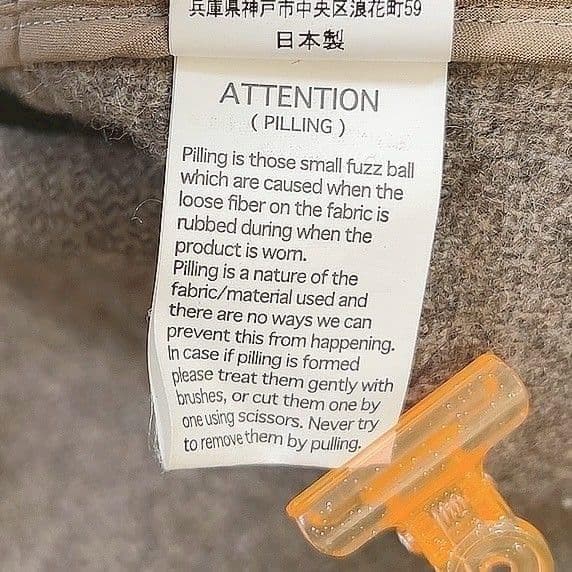 兵庫県神戸市中央区浪花町59
日本製
ATTENTION
( PILLING )
Pilling is those small fuzz ball
which are caused when the
loose fiber on the fabric is
rubbed during when the
product is worn.
Pilling is a nature of the
fabric/material used and
there are no ways we can
prevent this from happening.
In case if pilling is formed
please treat them gently with
brushes, or cut them one by
one using scissors. Never try
to remove them by pulling.